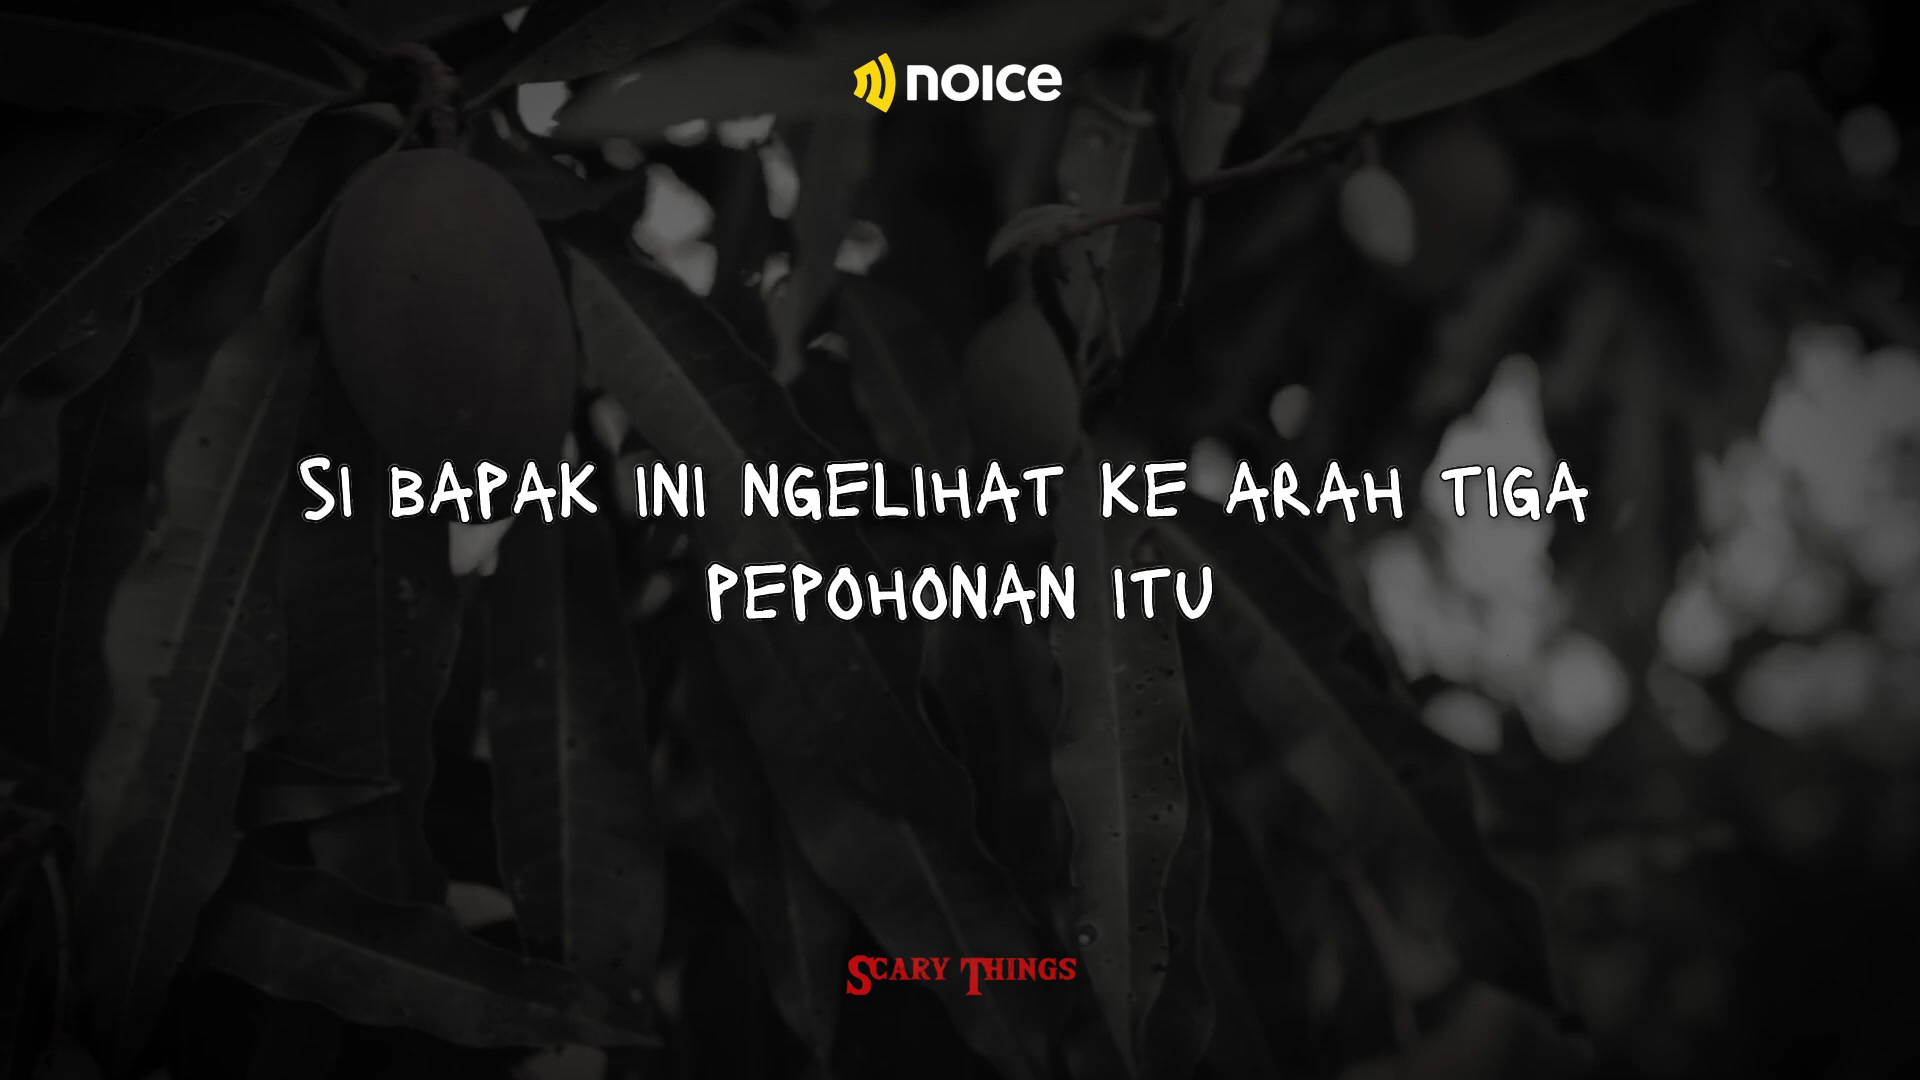 NOICE
SI BAPAK INI NGELIHAT KE ARAH TIGA
PEPOHONAN ITU
SCARY THINGS